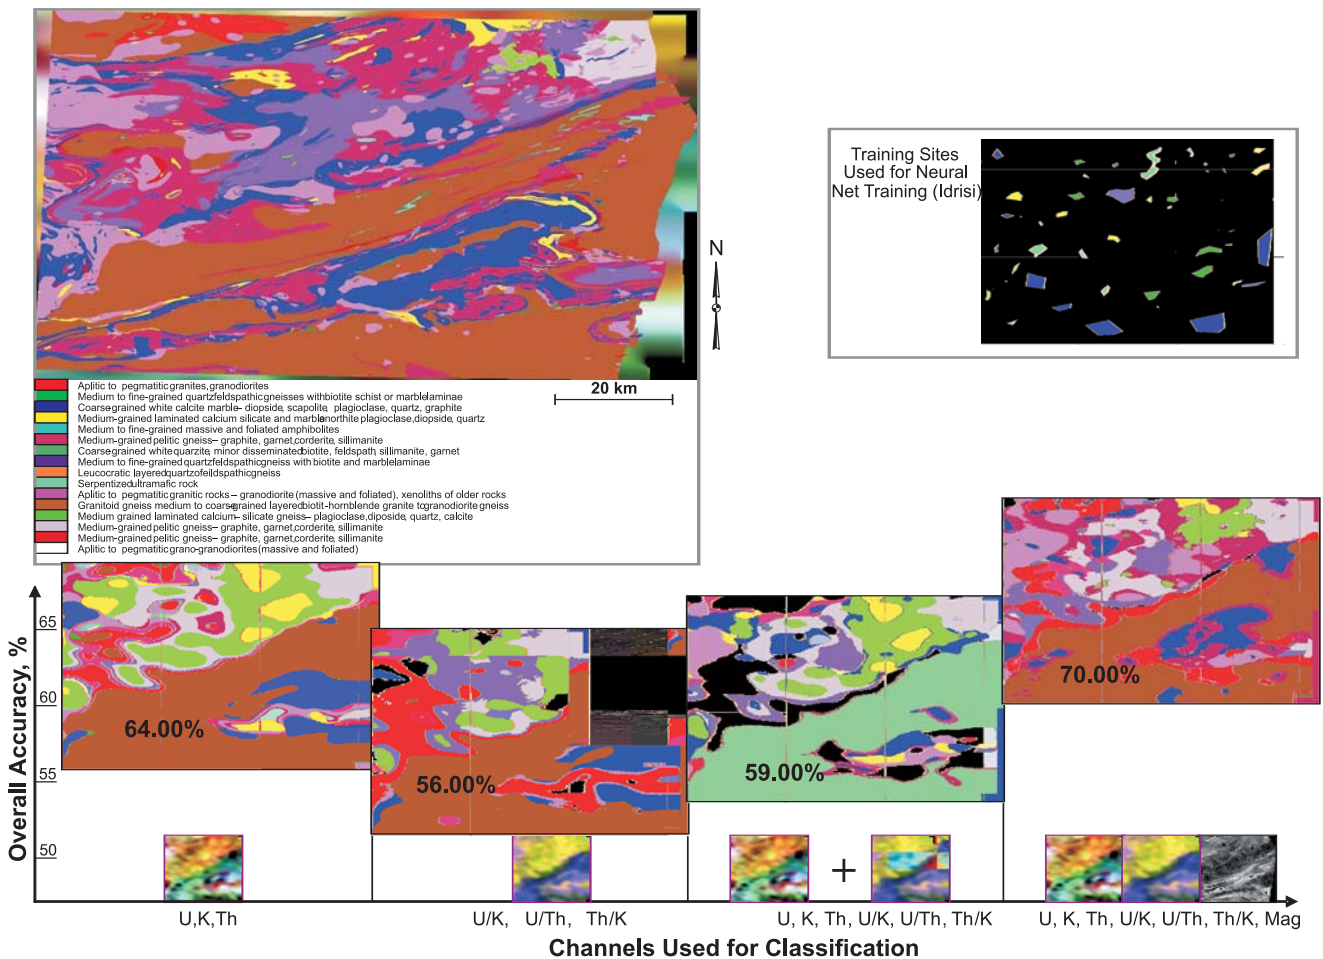 Training Sites
Used for Neural
Net Training (Idrisi)
N
20 km
Aplitic to pegmatitic granites, granodiorites
Medium to fine-grained quartzfeldspathic gneisses with biotite schist or marble laminae
Coarse-grained white calcite marble– diopside, scapolite, plagioclase, quartz, graphite
Medium-grained laminated calcium silicate and marble anorthite plagioclase, diopside, quartz
Medium to fine-grained massive and foliated amphibolites
Medium-grained pelitic gneiss– graphite, garnet, corderite, sillimanite
Coarse-grained white quarzite, minor disseminated biotite, feldspath, sillimanite, garnet
Medium to fine-grained quartzfeldspathic gneiss with biotite and marble laminae
Leucocratic layered quartzofeildspathic gneiss
Serpentized ultramafic rock
Aplitic to pegmatitic granitic rocks – granodiorite (massive and foliated), xenoliths of older rocks
Granitoid gneiss medium to coarse-grained layered biotit-hornblende granite to granodiorite gneiss
Medium grained laminated calcium– silicate gneiss– plagioclase, dipsoide, quartz, calcite
Medium-grained pelitic gneiss– graphite, garnet, corderite, sillimanite
Medium-grained pelitic gneiss– graphite, garnet, corderite, sillimanite
Aplitic to pegmatitic grano-granodiorites (massive and foliated)
Overall Accuracy, %
65
60
55
50
64.00%
56.00%
59.00%
70.00%
+
U,K,Th
U/K, U/Th, Th/K
U, K, Th, U/K, U/Th, Th/K
U, K, Th, U/K, U/Th, Th/K, Mag
Channels Used for Classification